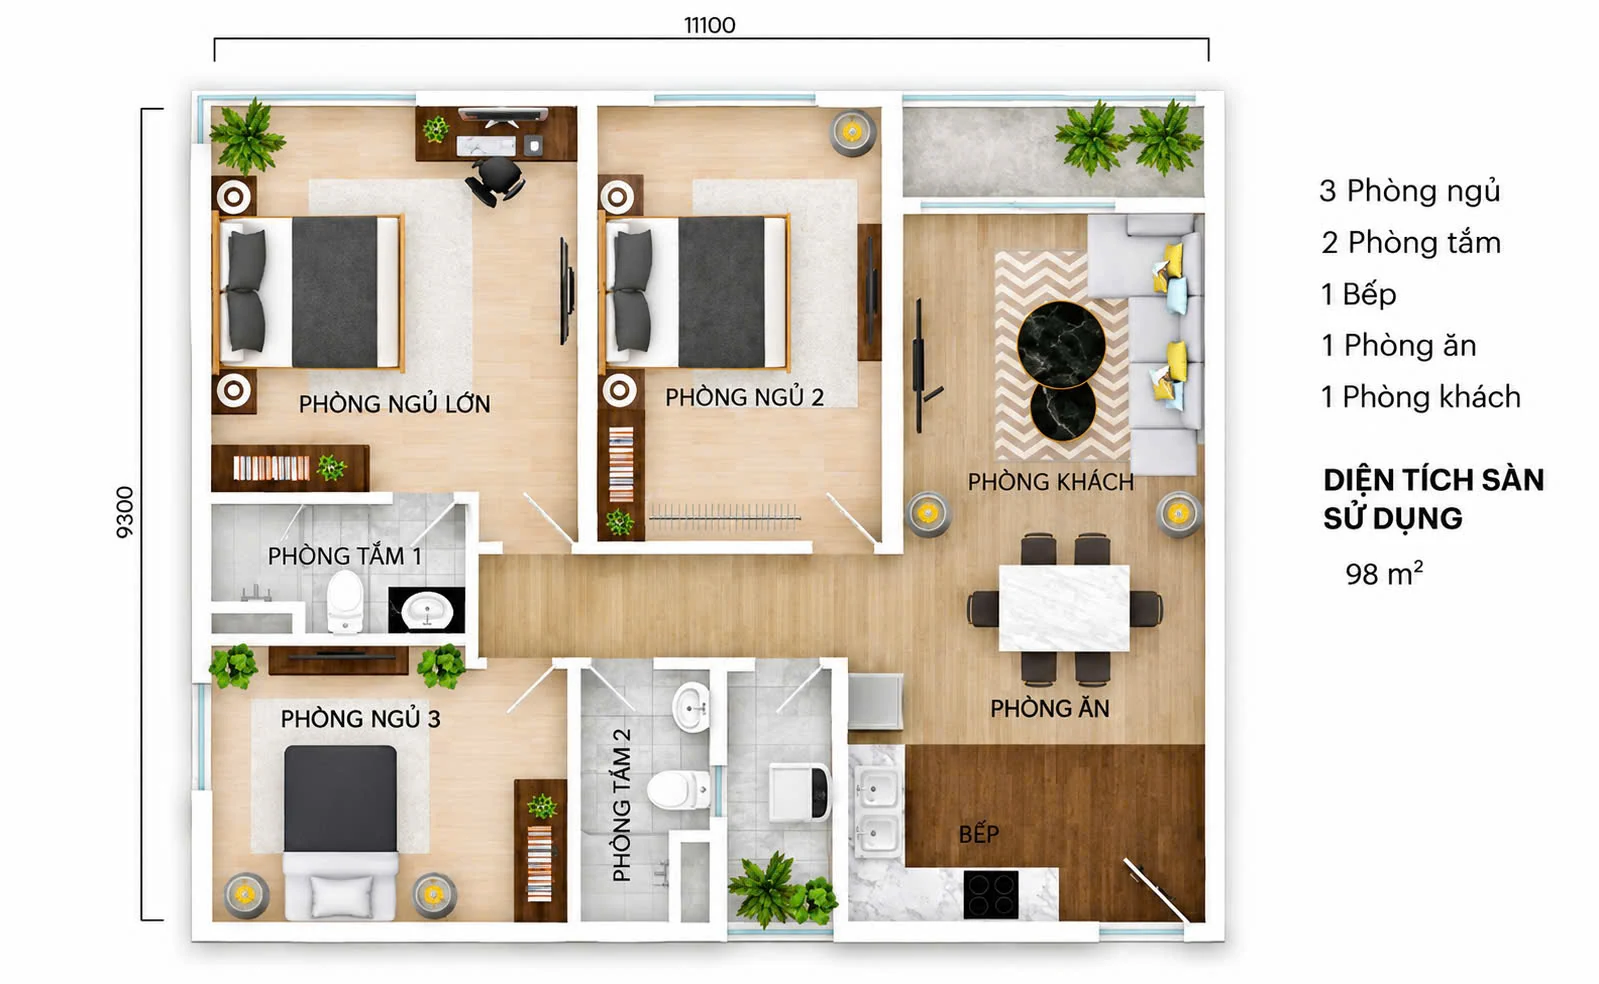 11100
9300
PHÒNG NGỦ LỚN
PHÒNG NGỦ 2
PHÒNG KHÁCH
PHÒNG TẮM 1
PHÒNG NGỦ 3
PHÒNG TẮM 2
PHÒNG ĂN
BẾP
3 Phòng ngủ
2 Phòng tắm
1 Bếp
1 Phòng ăn
1 Phòng khách
DIỆN TÍCH SÀN
SỬ DỤNG
98 m²